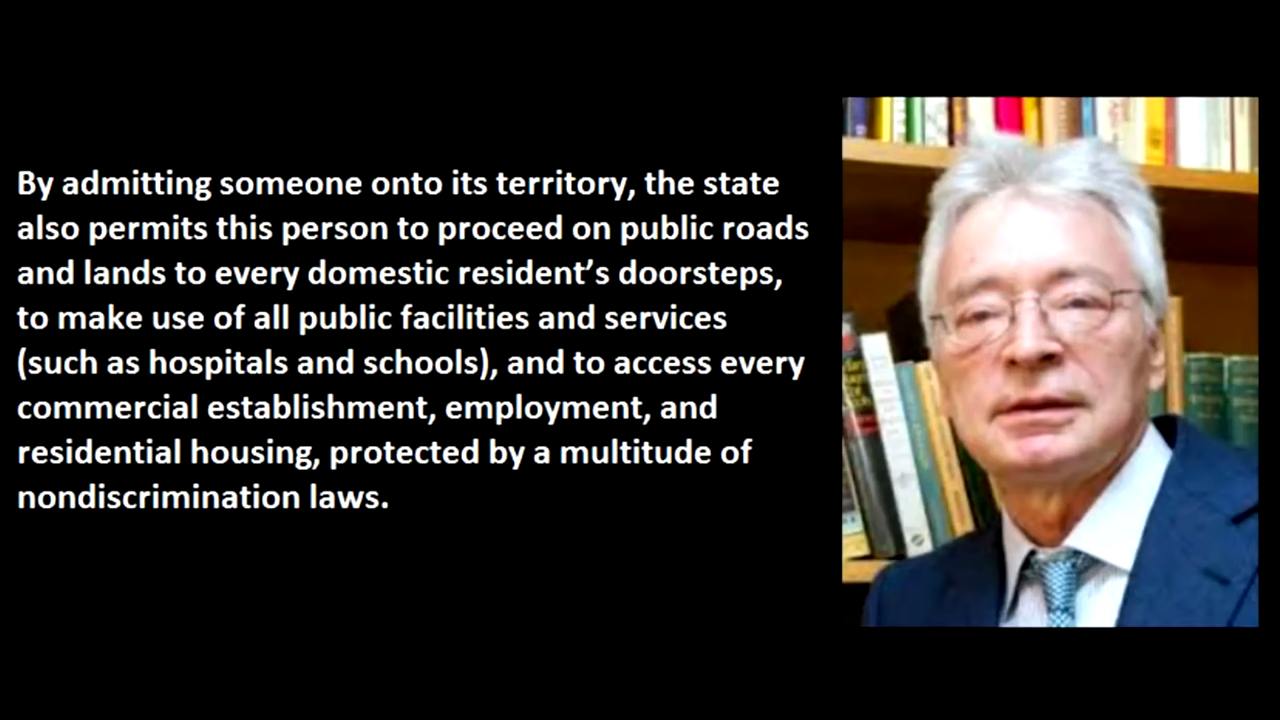 By admitting someone onto its territory, the state
also permits this person to proceed on public roads
and lands to every domestic resident’s doorsteps,
to make use of all public facilities and services
(such as hospitals and schools), and to access every
commercial establishment, employment, and
residential housing, protected by a multitude of
nondiscrimination laws.